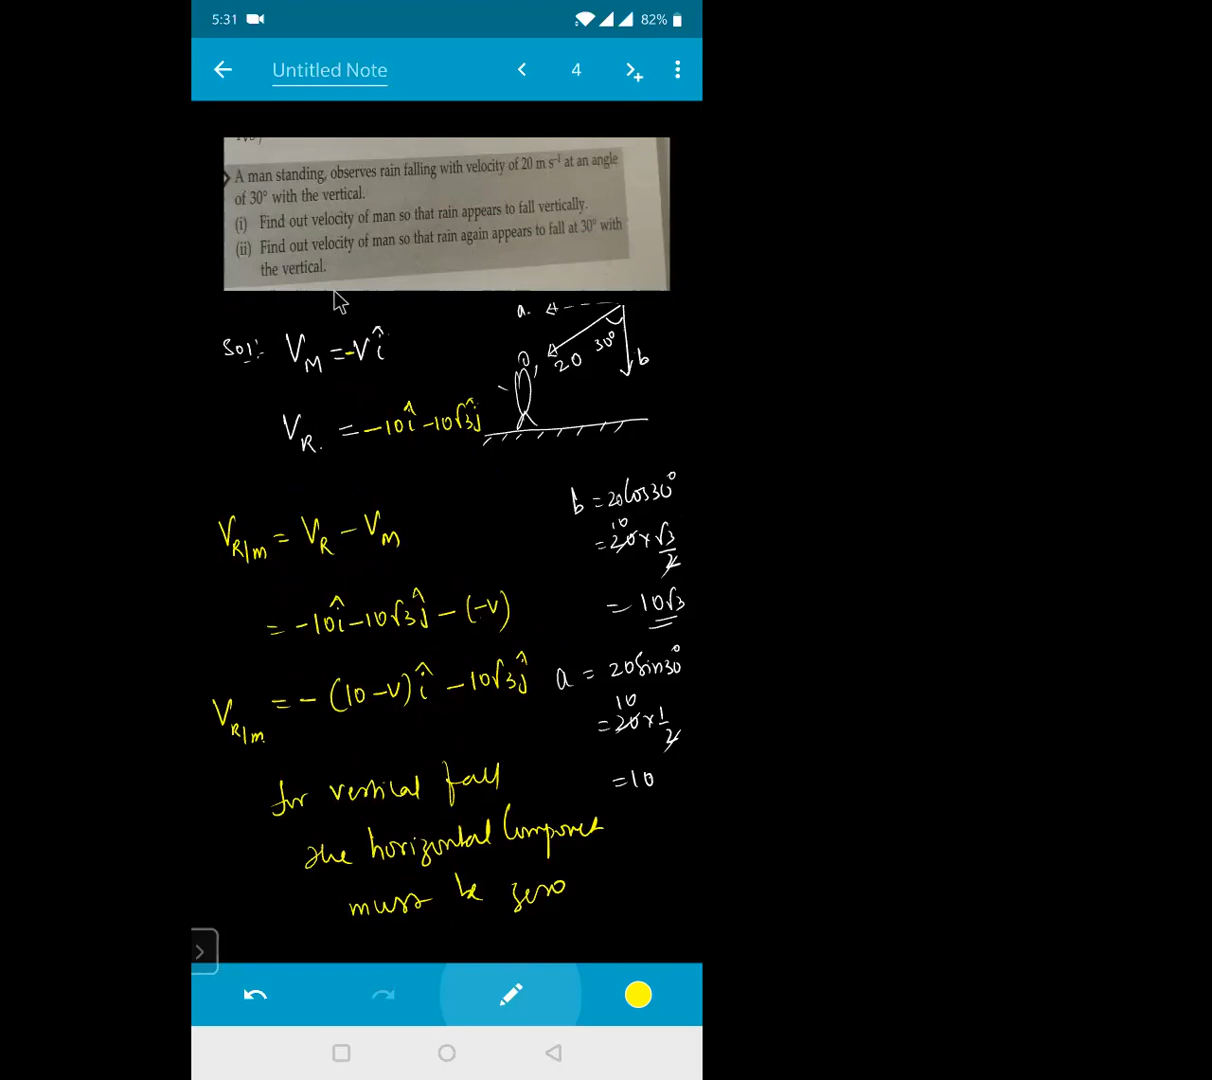 5:31 82%
Untitled Note 4
A man standing, observes rain falling with velocity of 20 m s⁻¹ at an angle
of 30° with the vertical.
(i) Find out velocity of man so that rain appears to fall vertically.
(ii) Find out velocity of man so that rain again appears to fall at 30° with
the vertical.
a.
20 30° b
Sol:- V_M = -V î
V_R. = -10î -10√3ĵ
b = 20Cos30°
= 20 × √3/2
10
= 10√3
V_R/m = V_R - V_M
= -10î -10√3ĵ - (-v)
V_R/m = -(10-v)î -10√3ĵ
a = 20Sin30°
10
= 20 × 1/2
= 10
for vertical fall
the horizontal Component
must be zero